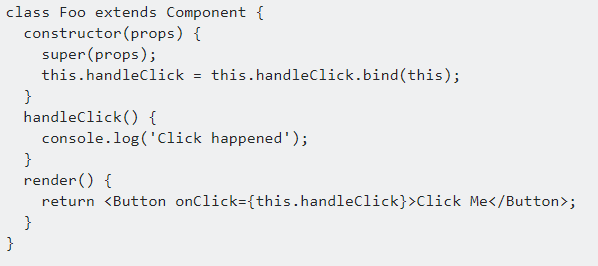 class Foo extends Component {
  constructor(props) {
    super(props);
    this.handleClick = this.handleClick.bind(this);
  }
  handleClick() {
    console.log('Click happened');
  }
  render() {
    return <Button onClick={this.handleClick}>Click Me</Button>;
  }
}